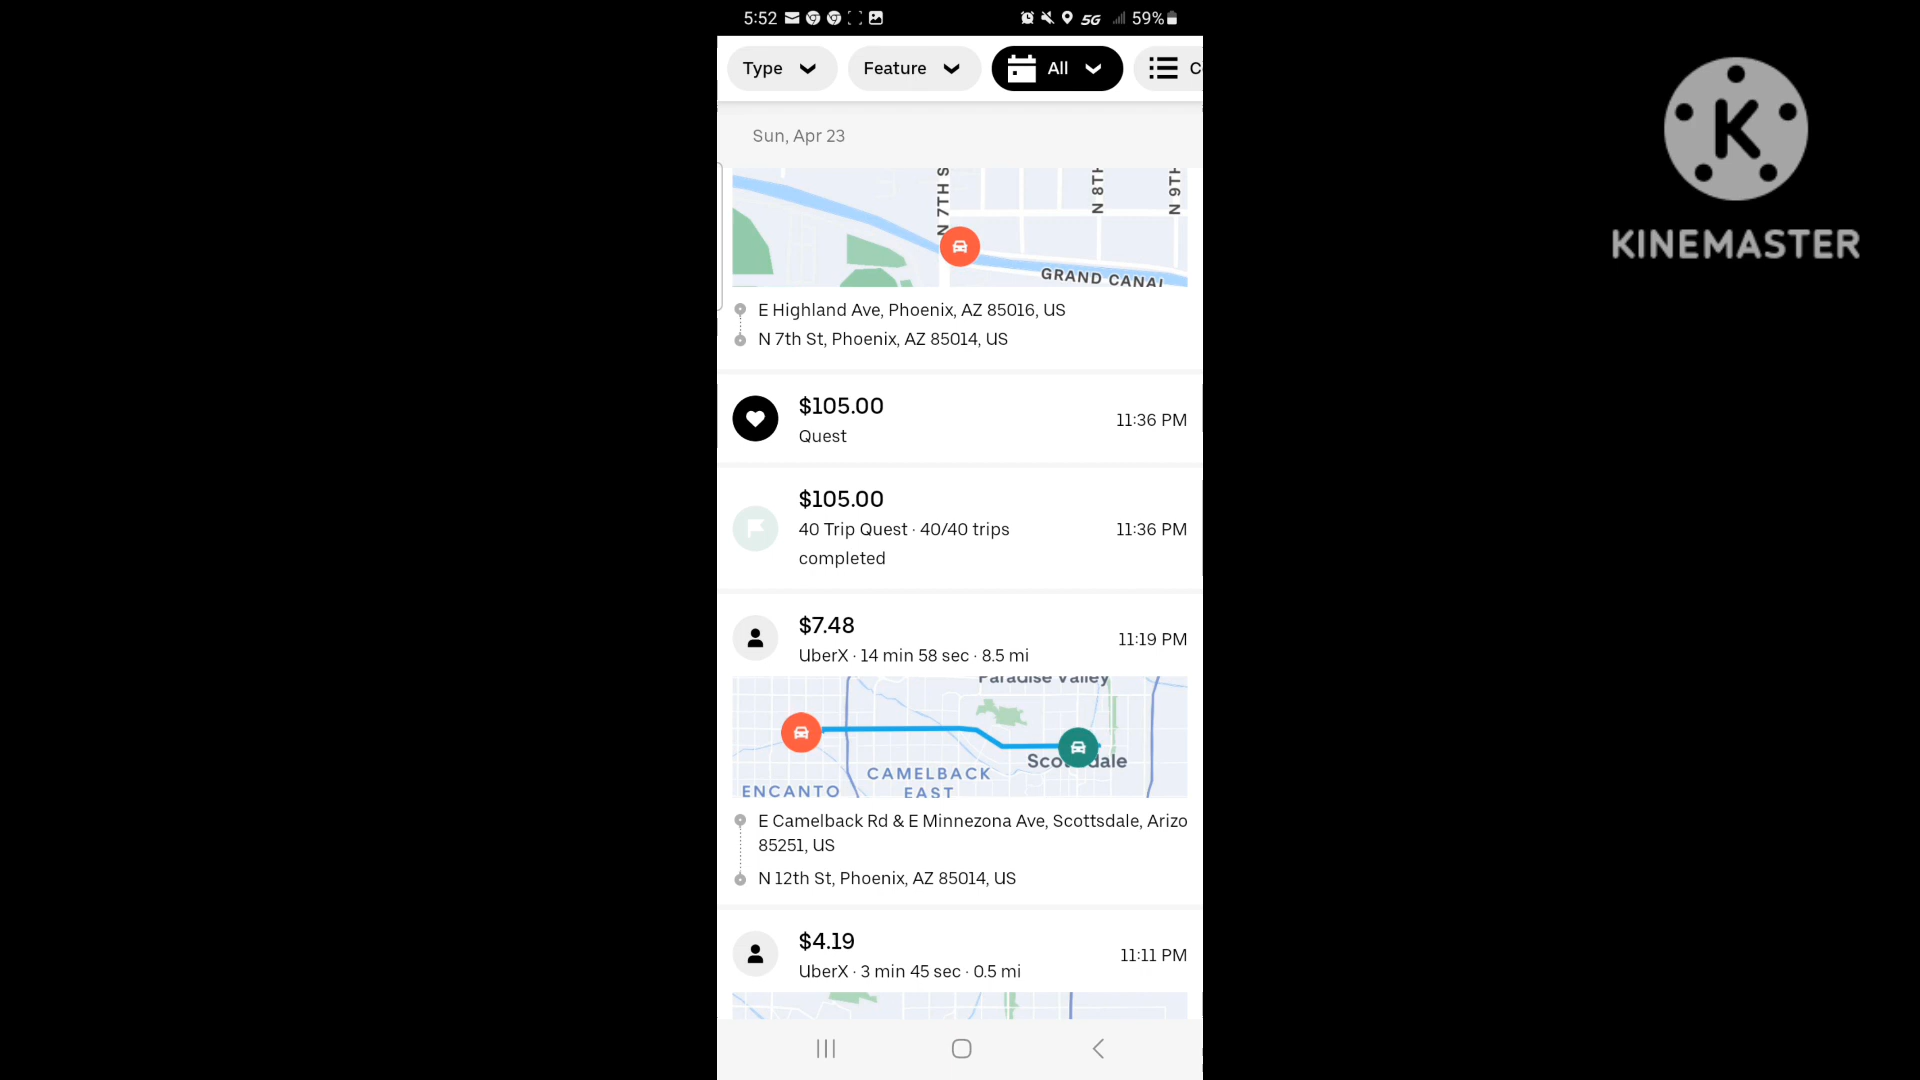 5:52
5G 59%
Type
Feature
All
C
Sun, Apr 23
N 7TH S
N 8TH
N 9TH
GRAND CANAL
E Highland Ave, Phoenix, AZ 85016, US
N 7th St, Phoenix, AZ 85014, US
$105.00
Quest
11:36 PM
$105.00
40 Trip Quest · 40/40 trips
completed
11:36 PM
$7.48
UberX · 14 min 58 sec · 8.5 mi
11:19 PM
Paradise Valley
Scottsdale
CAMELBACK
EAST
ENCANTO
E Camelback Rd & E Minnezona Ave, Scottsdale, Arizo
85251, US
N 12th St, Phoenix, AZ 85014, US
$4.19
UberX · 3 min 45 sec · 0.5 mi
11:11 PM
K
KINEMASTER